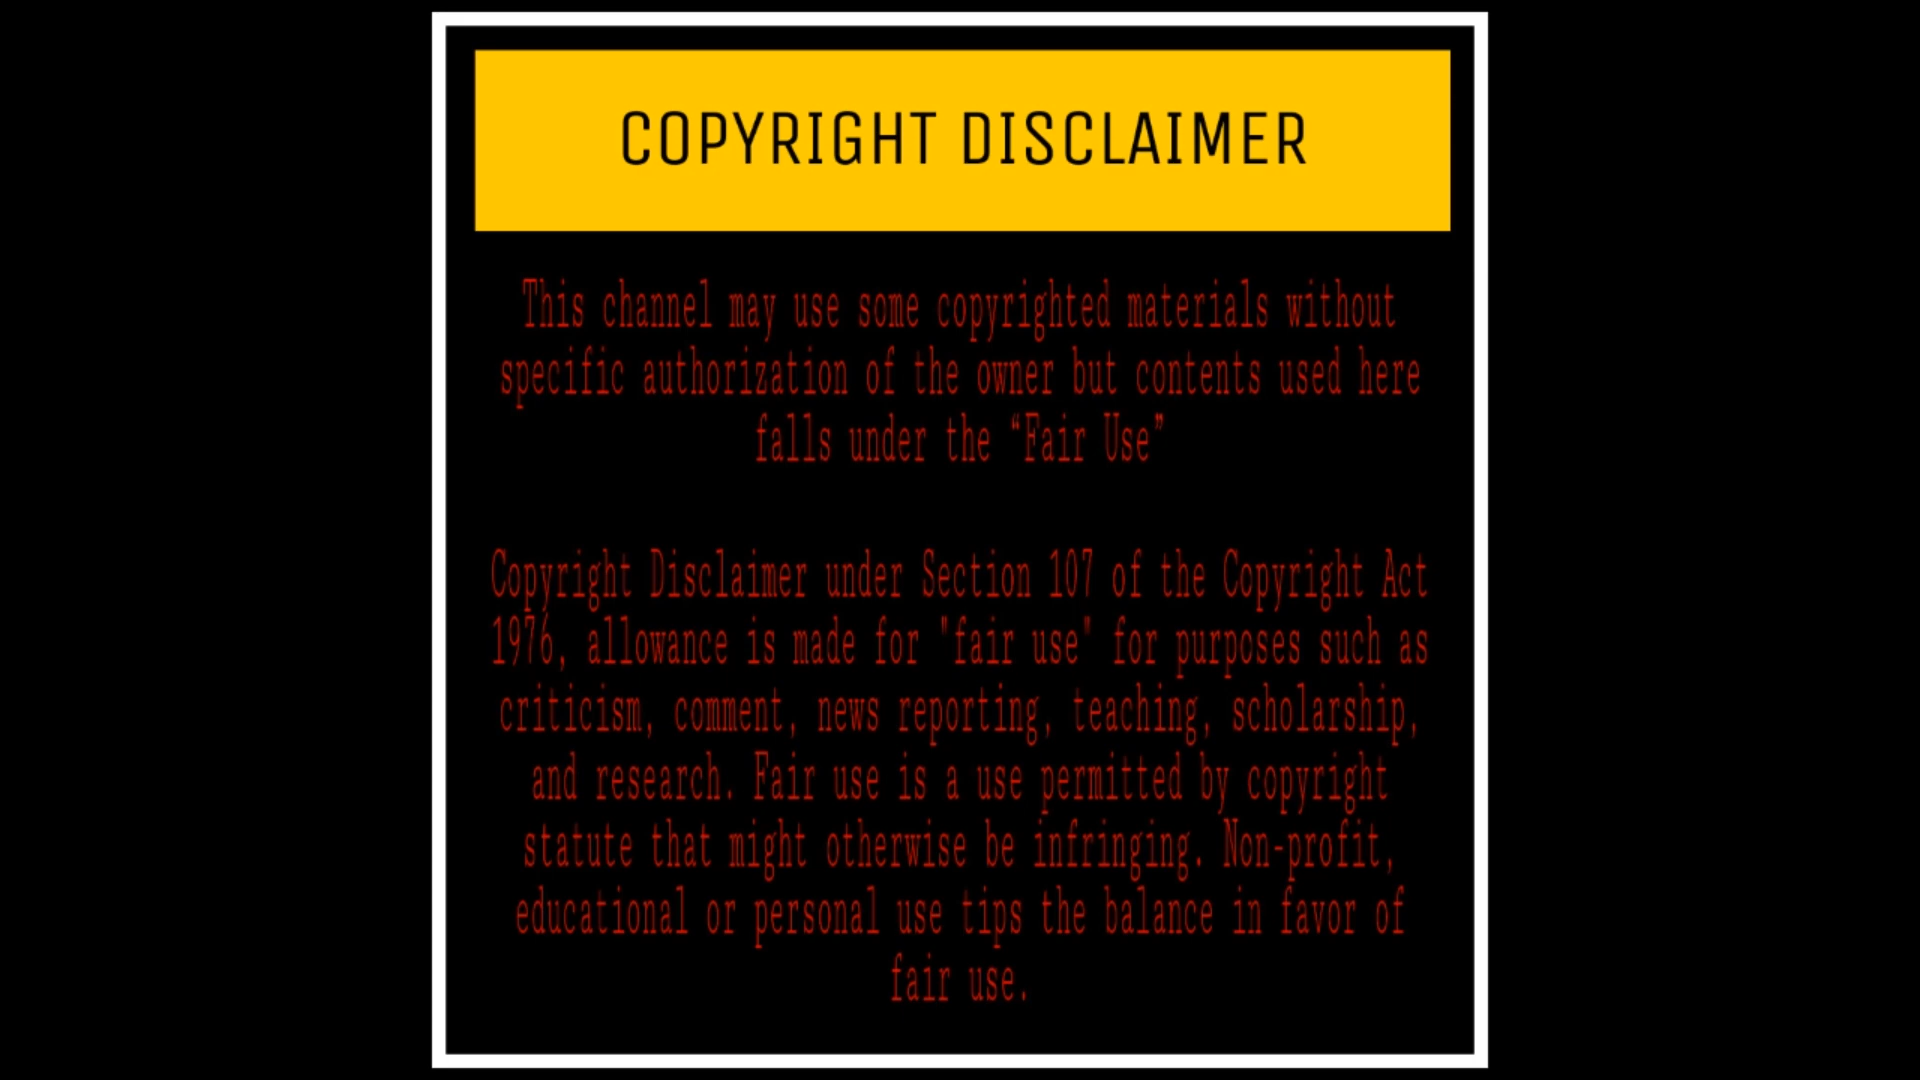 COPYRIGHT DISCLAIMER
This channel may use some copyrighted materials without
specific authorization of the owner but contents used here
falls under the “Fair Use”
Copyright Disclaimer under Section 107 of the Copyright Act
1976, allowance is made for "fair use" for purposes such as
criticism, comment, news reporting, teaching, scholarship,
and research. Fair use is a use permitted by copyright
statute that might otherwise be infringing. Non-profit,
educational or personal use tips the balance in favor of
fair use.